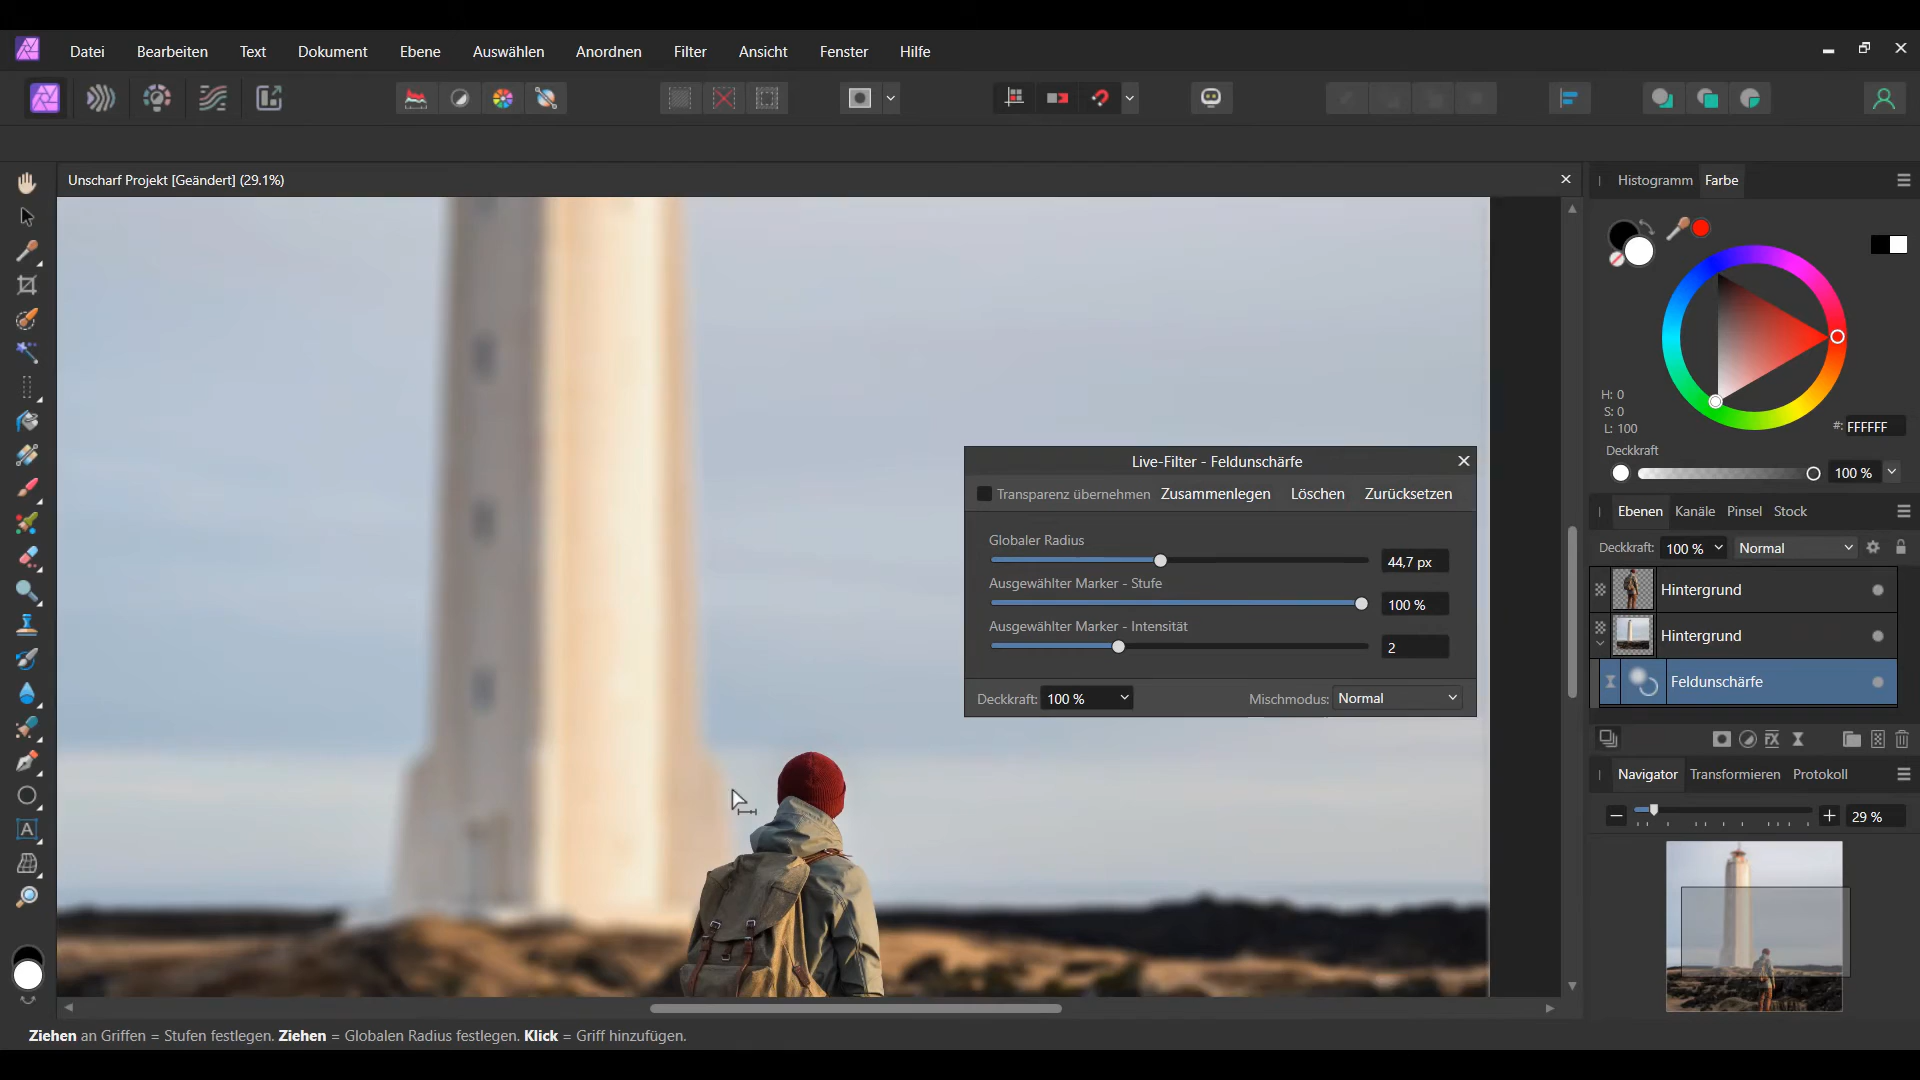 Datei Bearbeiten Text Dokument Ebene Auswählen Anordnen Filter Ansicht Fenster Hilfe
Unscharf Projekt [Geändert] (29.1%)
Histogramm Farbe
H: 0
S: 0
L: 100
#: FFFFFF
Deckkraft
100 %
Ebenen Kanäle Pinsel Stock
Deckkraft: 100 % Normal
Hintergrund
Hintergrund
Feldunschärfe
Navigator Transformieren Protokoll
29 %
Live-Filter - Feldunschärfe
Transparenz übernehmen Zusammenlegen Löschen Zurücksetzen
Globaler Radius
44,7 px
Ausgewählter Marker - Stufe
100 %
Ausgewählter Marker - Intensität
2
Deckkraft: 100 % Mischmodus: Normal
A
Ziehen an Griffen = Stufen festlegen. Ziehen = Globalen Radius festlegen. Klick = Griff hinzufügen.